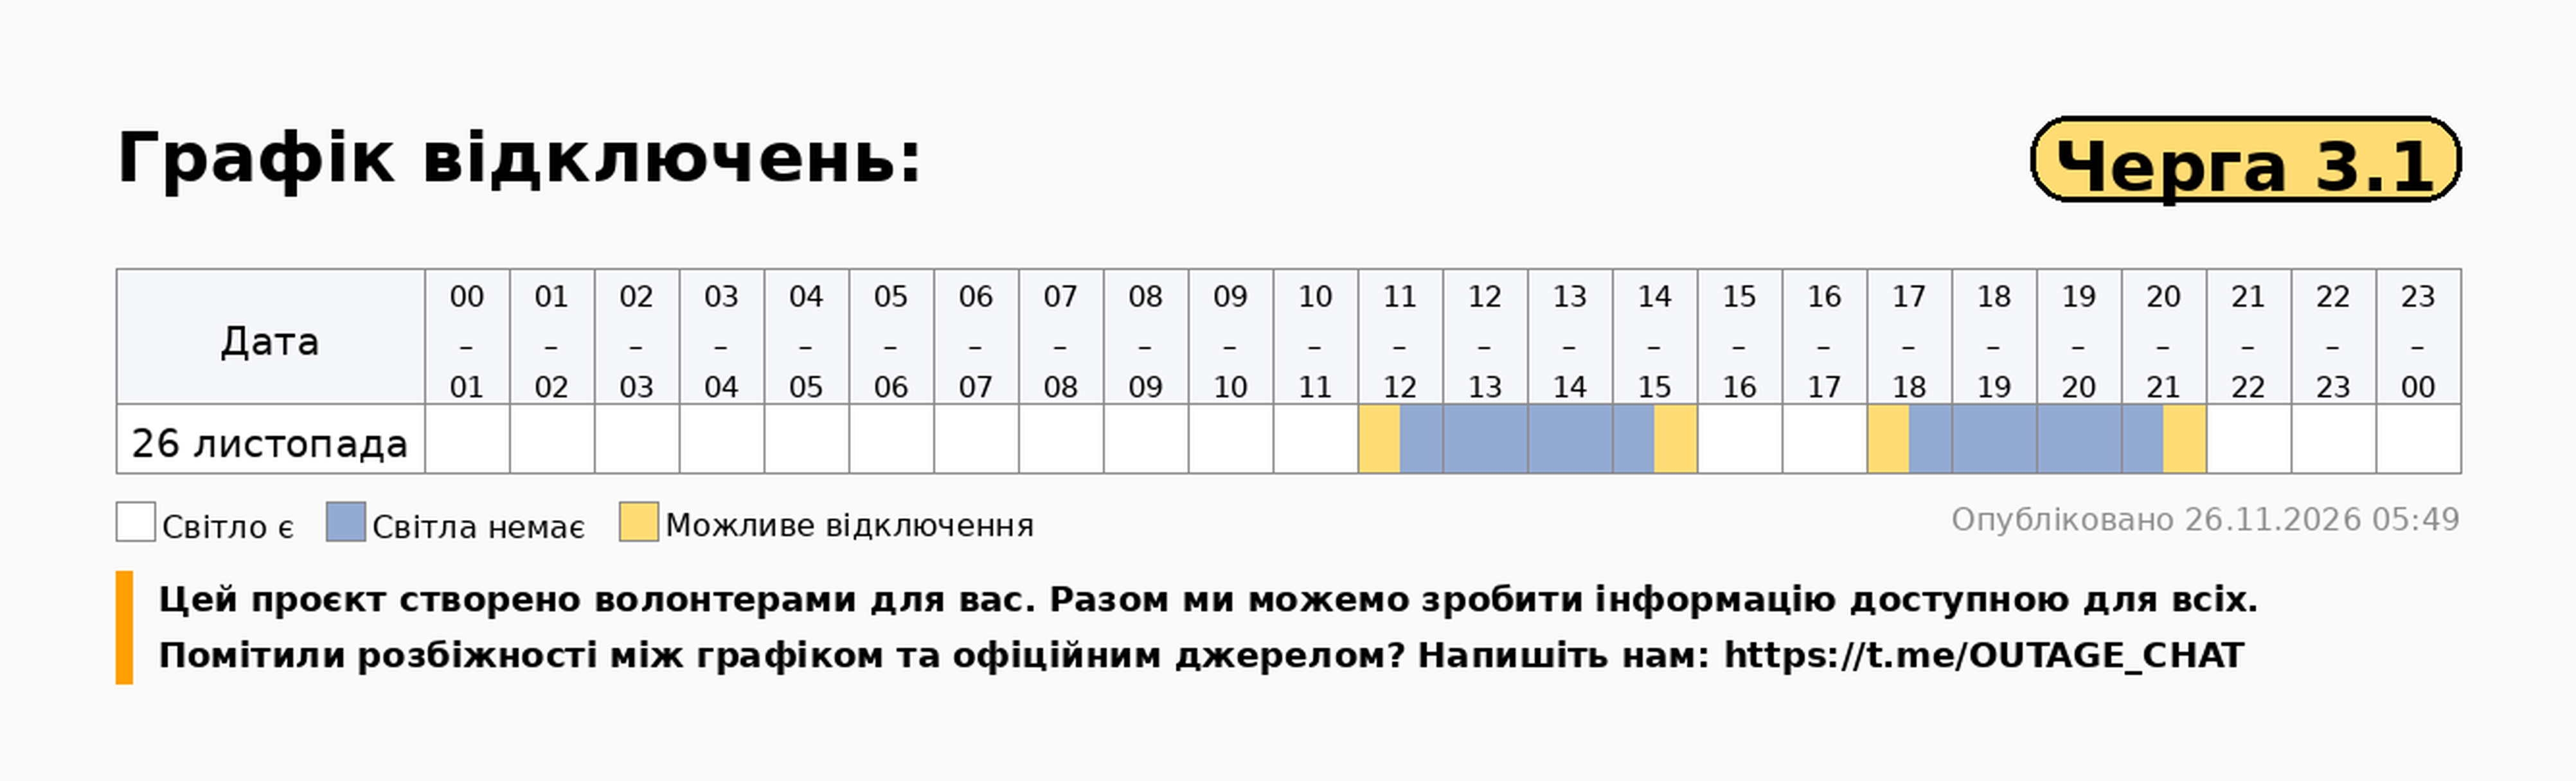 Графік відключень:
Черга 3.1
Дата
00 – 01
01 – 02
02 – 03
03 – 04
04 – 05
05 – 06
06 – 07
07 – 08
08 – 09
09 – 10
10 – 11
11 – 12
12 – 13
13 – 14
14 – 15
15 – 16
16 – 17
17 – 18
18 – 19
19 – 20
20 – 21
21 – 22
22 – 23
23 – 00
26 листопада
Світло є
Світла немає
Можливе відключення
Опубліковано 26.11.2026 05:49
Цей проєкт створено волонтерами для вас. Разом ми можемо зробити інформацію доступною для всіх.
Помітили розбіжності між графіком та офіційним джерелом? Напишіть нам: https://t.me/OUTAGE_CHAT